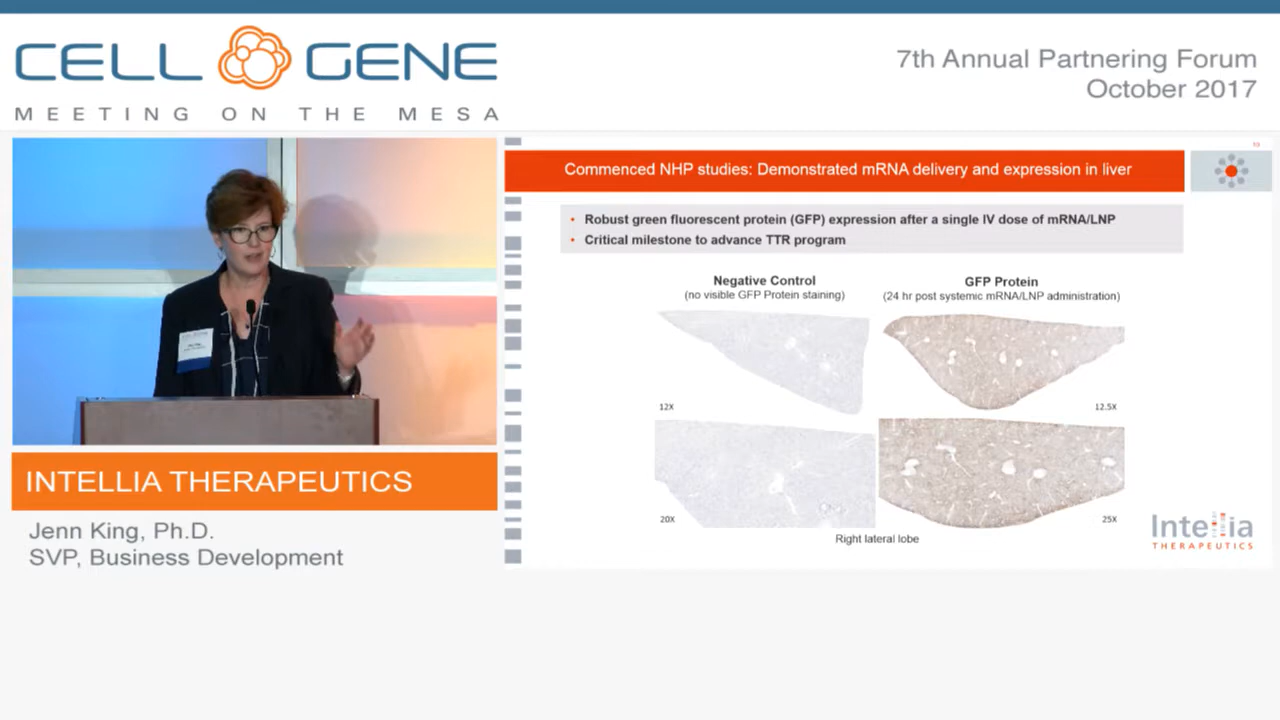 CELL GENE
MEETING ON THE MESA
7th Annual Partnering Forum
October 2017
10
Commenced NHP studies: Demonstrated mRNA delivery and expression in liver
• Robust green fluorescent protein (GFP) expression after a single IV dose of mRNA/LNP
• Critical milestone to advance TTR program
Negative Control
(no visible GFP Protein staining)
GFP Protein
(24 hr post systemic mRNA/LNP administration)
12X
12.5X
20X
25X
Right lateral lobe
Intellia
THERAPEUTICS
INTELLIA THERAPEUTICS
Jenn King, Ph.D.
SVP, Business Development